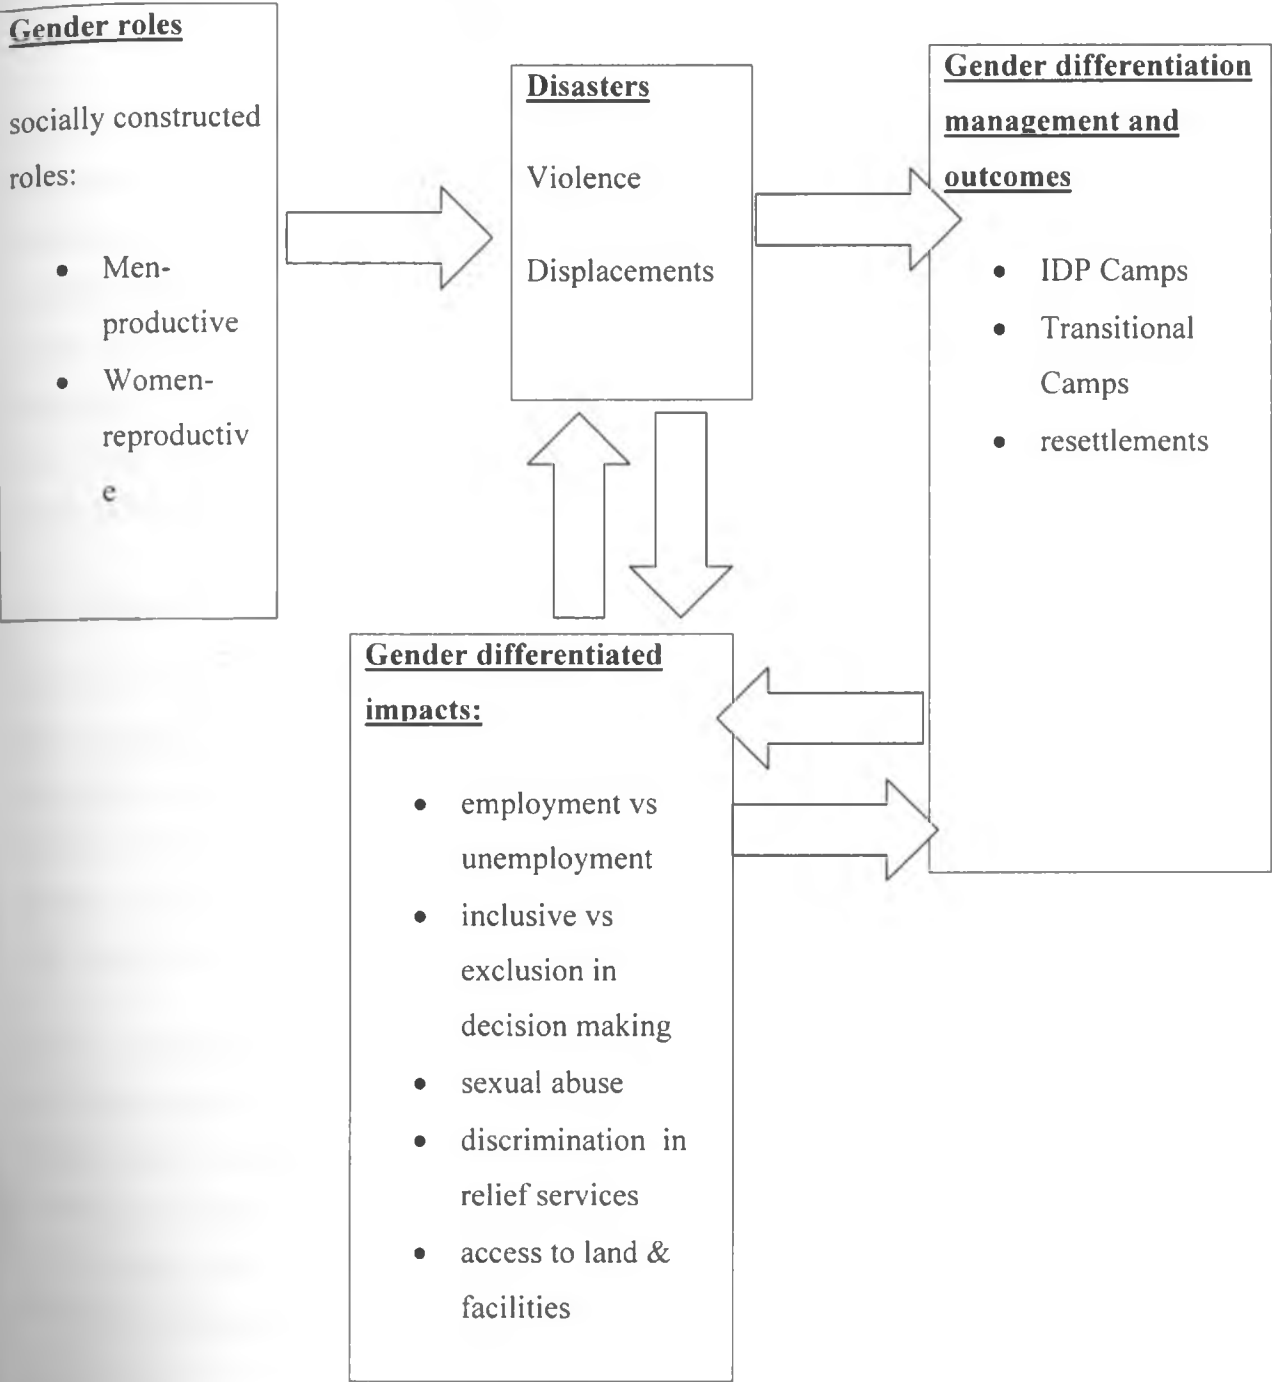 Gender roles
socially constructed
roles:
• Men-
productive
• Women-
reproductiv
e
Disasters
Violence
Displacements
Gender differentiation
management and
outcomes
• IDP Camps
• Transitional
Camps
• resettlements
Gender differentiated
impacts:
• employment vs
unemployment
• inclusive vs
exclusion in
decision making
• sexual abuse
• discrimination in
relief services
• access to land &
facilities